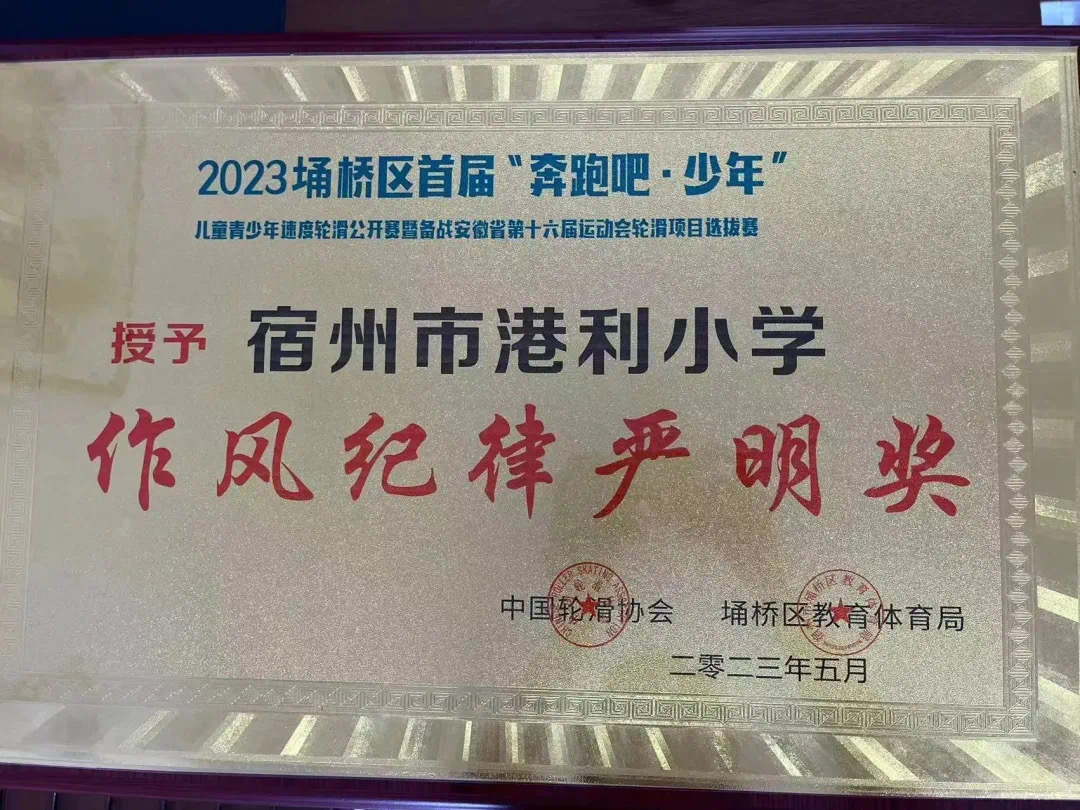 2023埇桥区首届“奔跑吧·少年”
儿童青少年速度轮滑公开赛暨备战安徽省第十六届运动会轮滑项目选拔赛
授予 宿州市港利小学
作风纪律严明奖
中国轮滑协会 埇桥区教育体育局
二零二三年五月